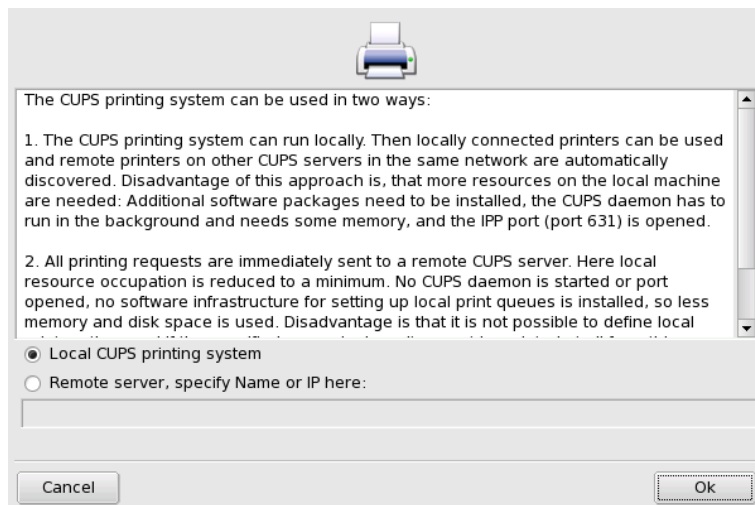 The CUPS printing system can be used in two ways:
1. The CUPS printing system can run locally. Then locally connected printers can be used
and remote printers on other CUPS servers in the same network are automatically
discovered. Disadvantage of this approach is, that more resources on the local machine
are needed: Additional software packages need to be installed, the CUPS daemon has to
run in the background and needs some memory, and the IPP port (port 631) is opened.
2. All printing requests are immediately sent to a remote CUPS server. Here local
resource occupation is reduced to a minimum. No CUPS daemon is started or port
opened, no software infrastructure for setting up local print queues is installed, so less
memory and disk space is used. Disadvantage is that it is not possible to define local
Local CUPS printing system
Remote server, specify Name or IP here:
Cancel
Ok